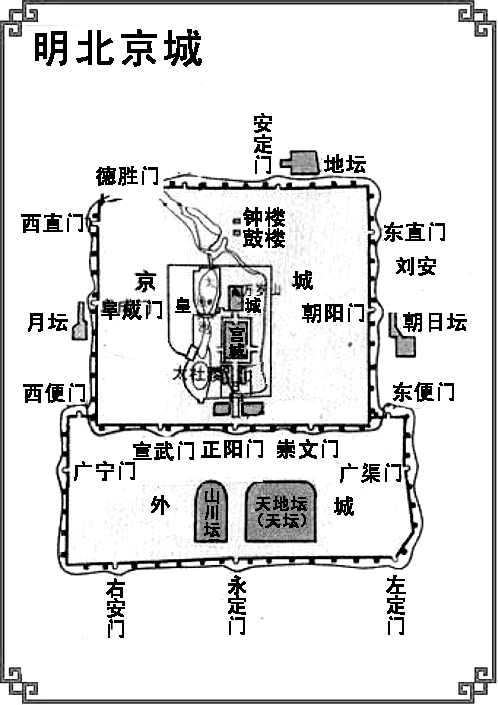 明北京城
安定门
地坛
德胜门
西直门
钟楼
鼓楼
东直门
刘安
京
城
万岁山
皇
城
阜成门
朝阳门
月坛
朝日坛
宫城
太社稷
西便门
东便门
宣武门
正阳门
崇文门
广宁门
广渠门
外
山川坛
天地坛
(天坛)
城
右安门
永定门
左定门